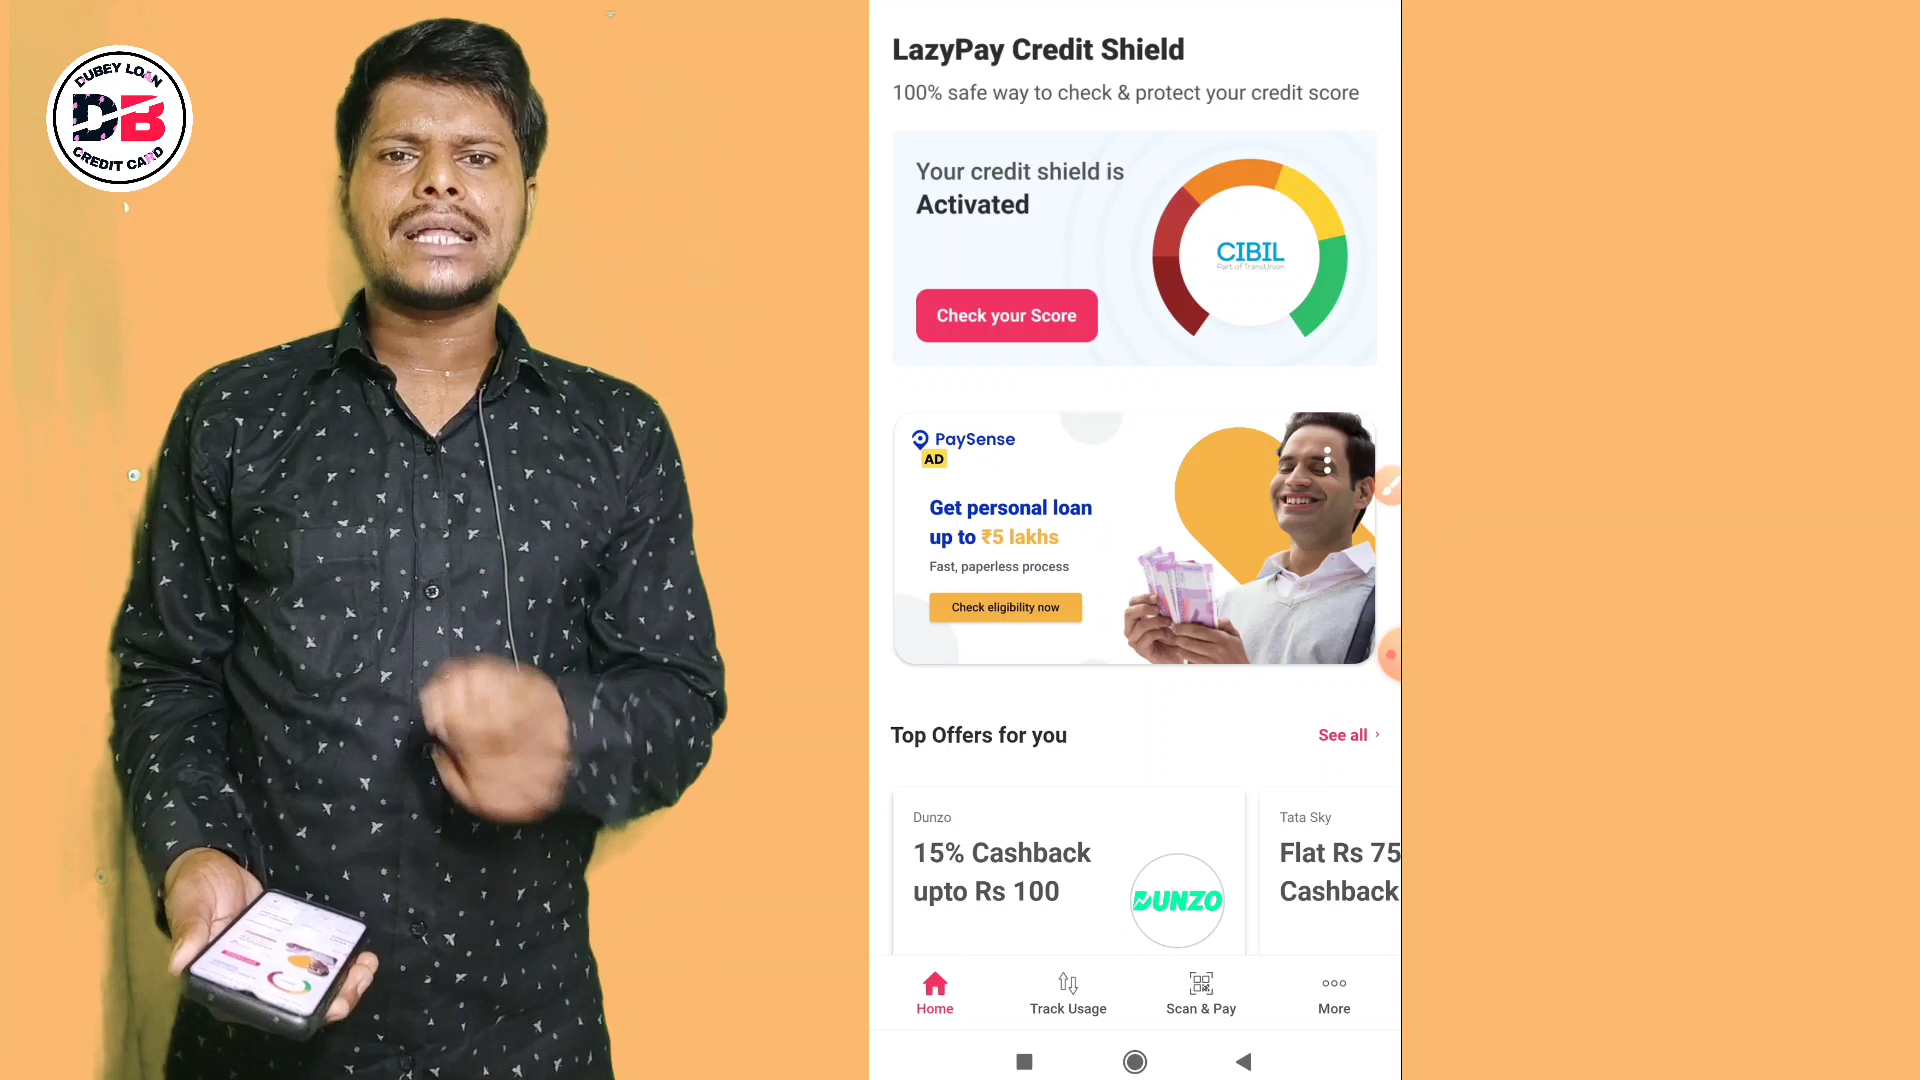 DUBEY LOAN
DB
CREDIT CARD
LazyPay Credit Shield
100% safe way to check & protect your credit score
Your credit shield is
Activated
CIBIL
Part of TransUnion
Check your Score
PaySense
AD
Get personal loan
up to ₹5 lakhs
Fast, paperless process
Check eligibility now
Top Offers for you
See all ›
Dunzo
15% Cashback
upto Rs 100
DUNZO
Tata Sky
Flat Rs 75
Cashback
Home
Track Usage
Scan & Pay
More